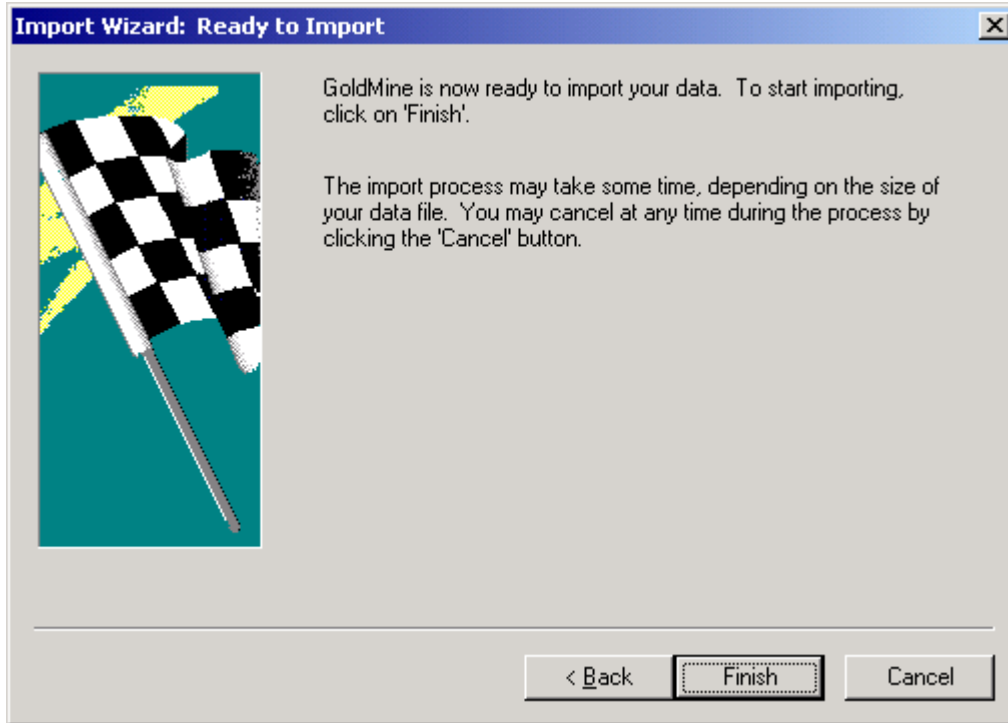 Import Wizard: Ready to Import
GoldMine is now ready to import your data. To start importing,
click on 'Finish'.
The import process may take some time, depending on the size of
your data file. You may cancel at any time during the process by
clicking the 'Cancel' button.
< Back
Finish
Cancel